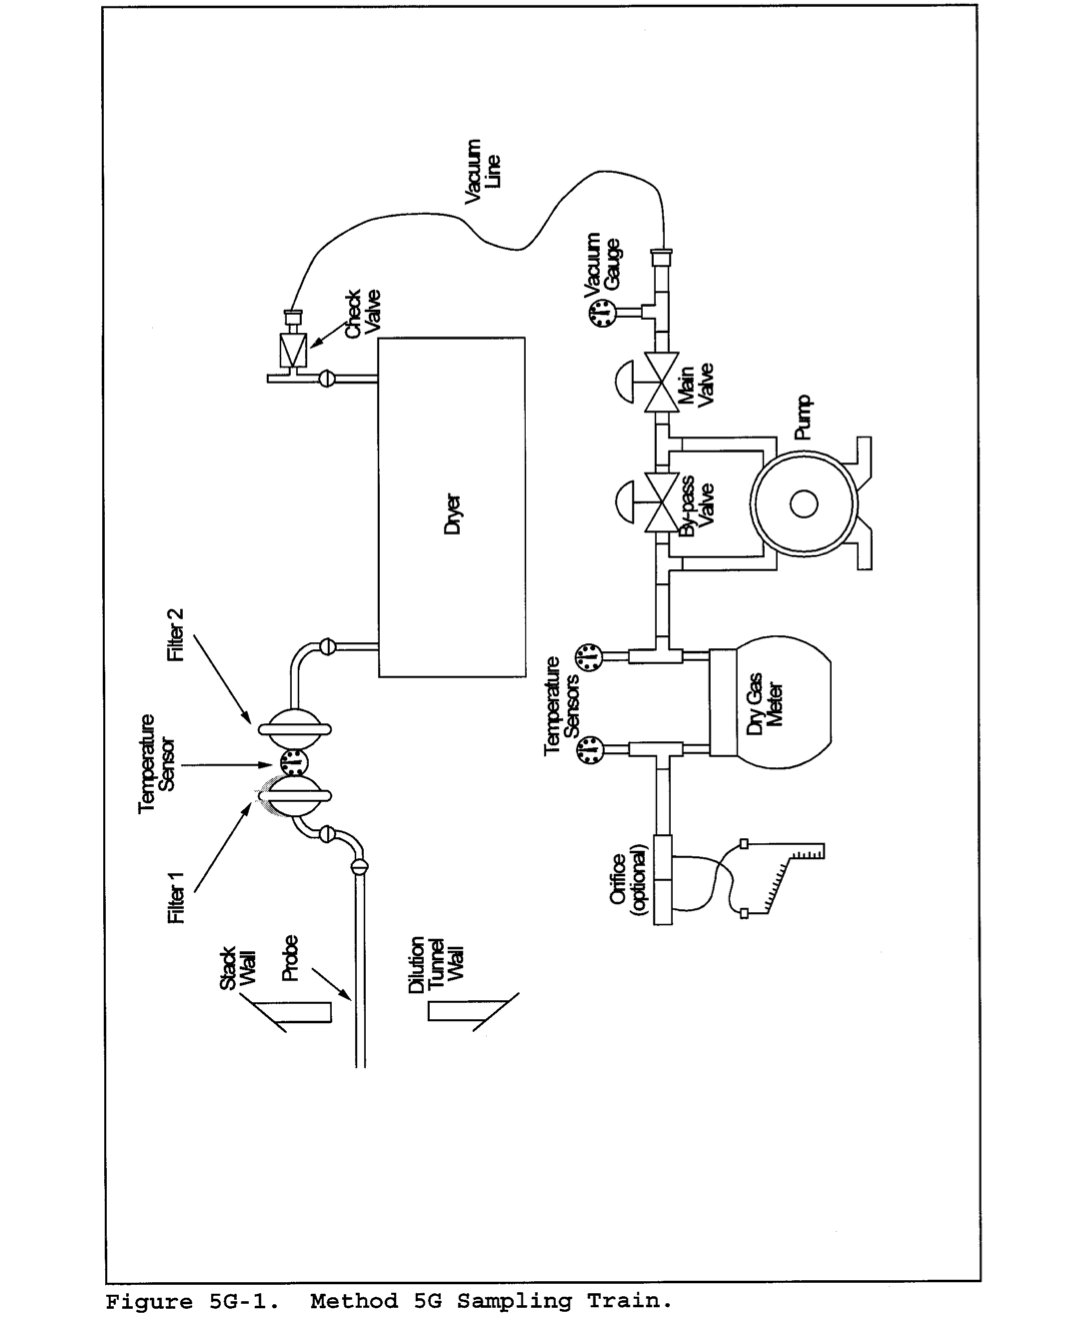 Filter 1
Temperature
Sensor
Filter 2
Stack
Wall
Probe
Dilution
Tunnel
Wall
Dryer
Check
Valve
Vacuum
Line
Orifice
(optional)
Temperature
Sensors
Dry Gas
Meter
By-pass
Valve
Main
Valve
Vacuum
Gauge
Pump
Figure 5G-1.  Method 5G Sampling Train.